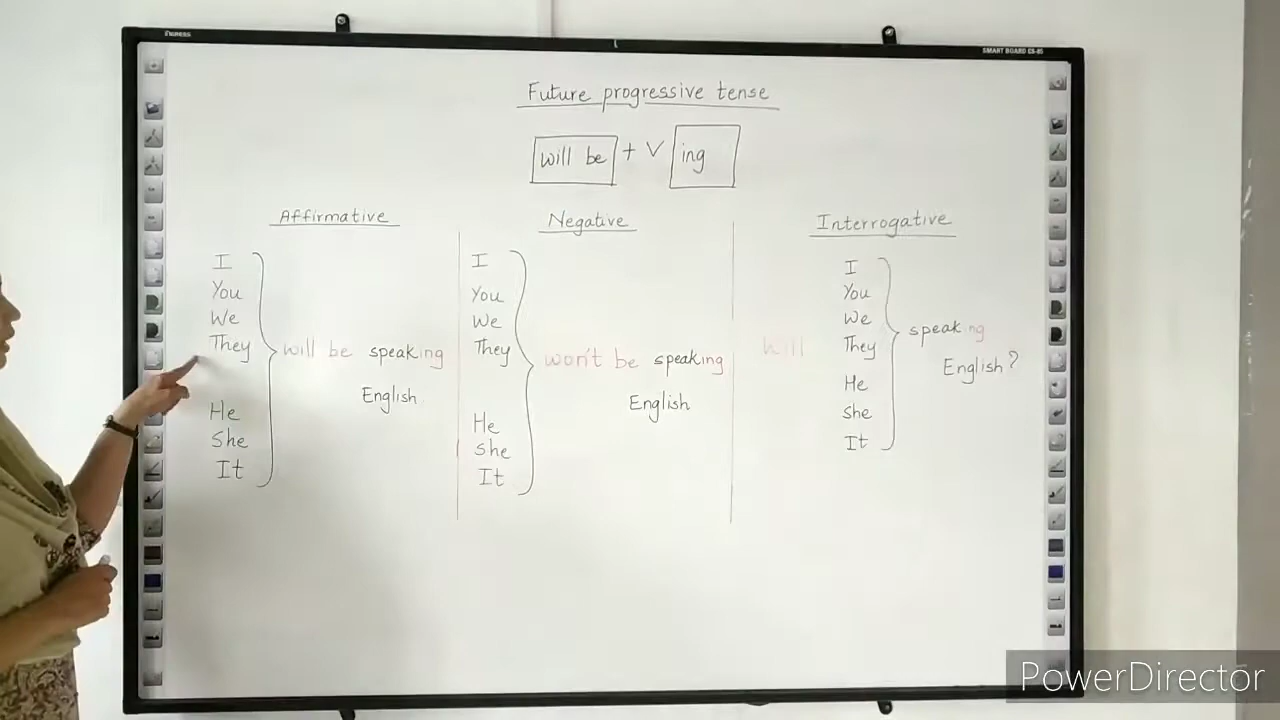 SMART BOARD ES-85
Future progressive tense
will be + V ing
Affirmative
I
You
We
They
He
She
It
will be speaking
English.
Negative
I
You
We
They
He
She
It
won't be speaking
English
Interrogative
Will
I
You
We
They
He
She
It
speaking
English?
PowerDirector